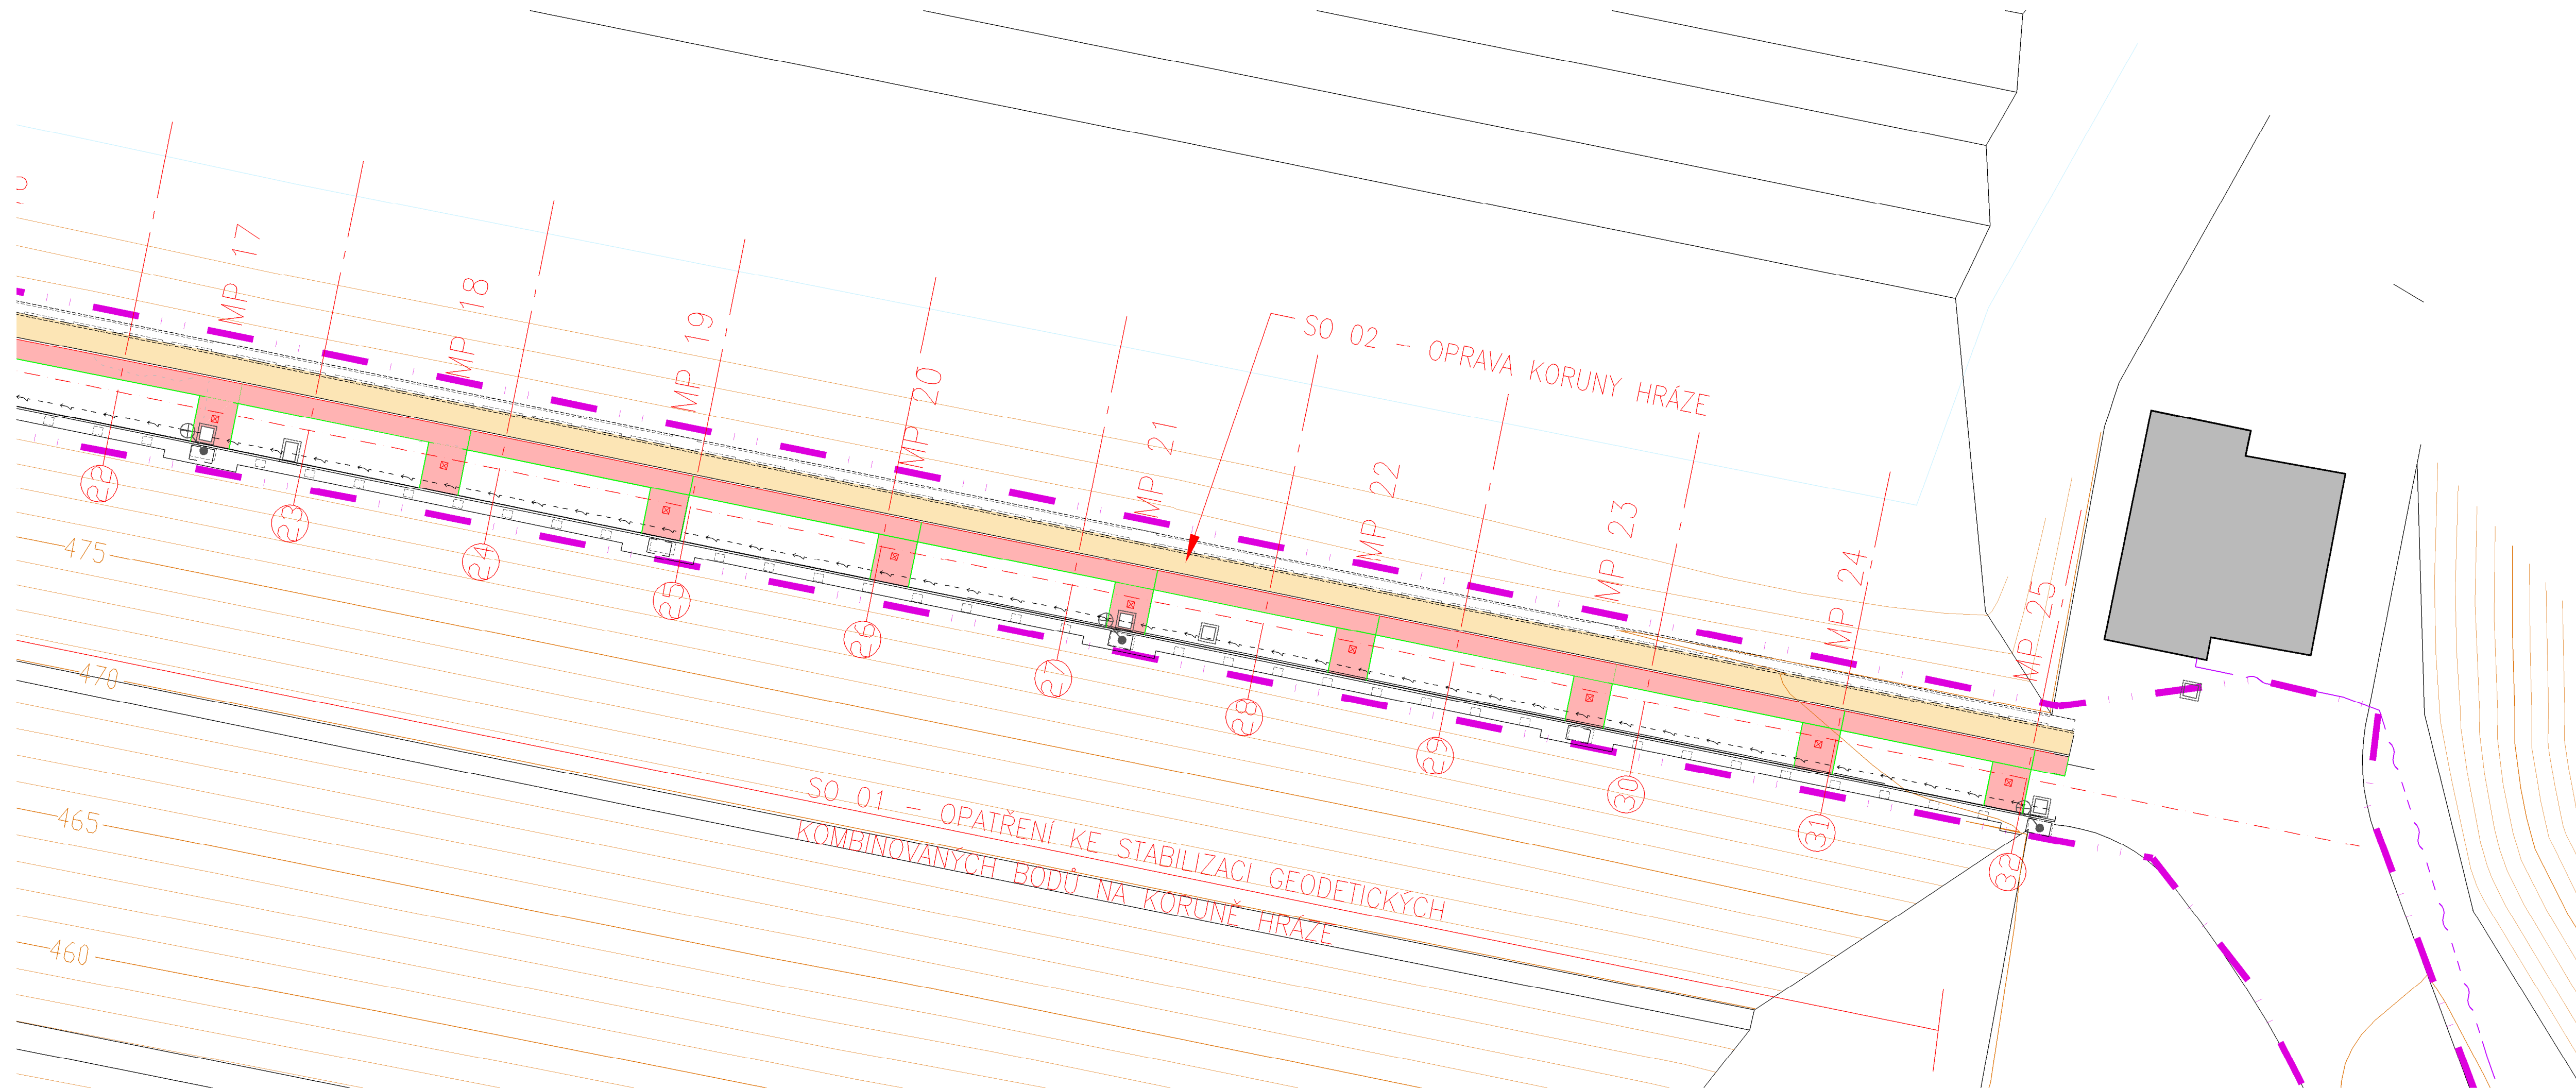 MP 17
MP 18
MP 19
MP 20
MP 21
MP 22
MP 23
MP 24
MP 25
SO 02 -- OPRAVA KORUNY HRÁZE
22
23
24
25
26
27
28
29
30
31
32
475
470
465
460
SO 01 – OPATŘENÍ KE STABILIZACI GEODETICKÝCH
KOMBINOVANÝCH BODŮ NA KORUNĚ HRÁZE